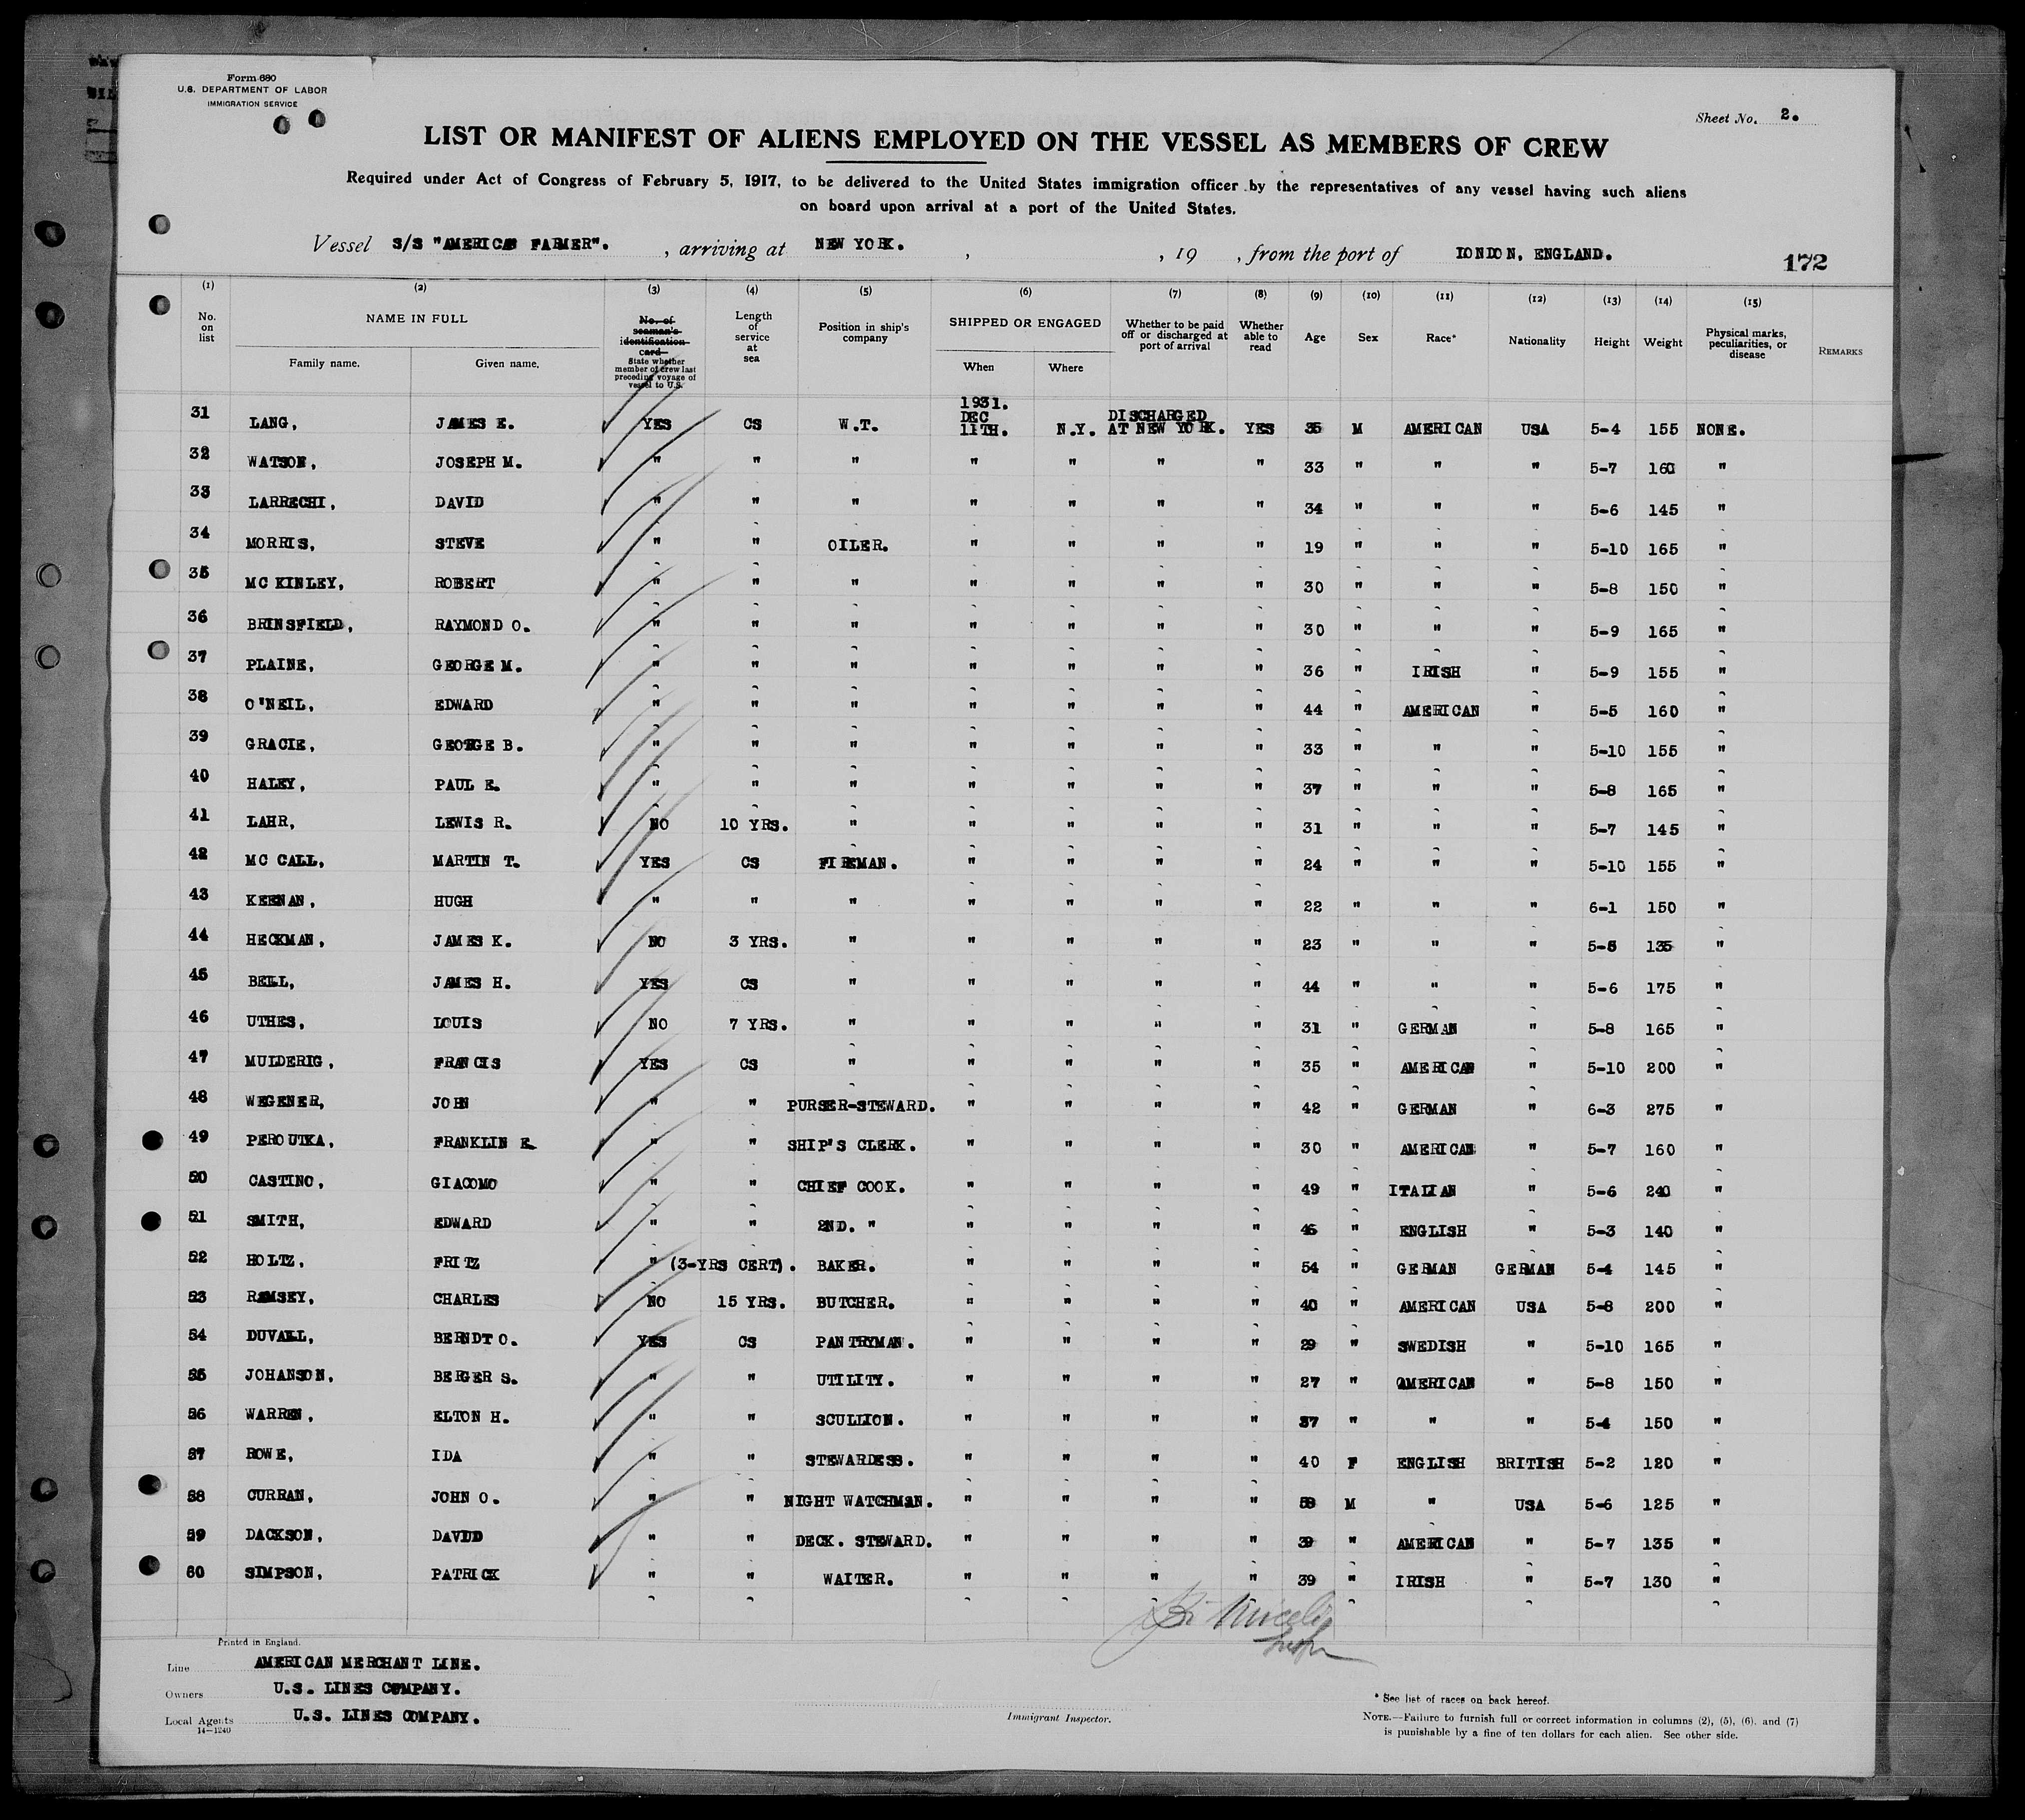 Form 680
U.S. DEPARTMENT OF LABOR
IMMIGRATION SERVICE
Sheet No. 2.
LIST OR MANIFEST OF ALIENS EMPLOYED ON THE VESSEL AS MEMBERS OF CREW
Required under Act of Congress of February 5, 1917, to be delivered to the United States immigration officer by the representatives of any vessel having such aliens
on board upon arrival at a port of the United States.
Vessel S/S "AMERICAN FARMER". , arriving at NEW YORK. , , 19 , from the port of LONDON, ENGLAND. 172
(1) No. on list
(2) NAME IN FULL
Family name. Given name.
(3) No. of seaman's identification card State whether member of crew last preceding voyage of vessel to U.S.
(4) Length of service at sea
(5) Position in ship's company
(6) SHIPPED OR ENGAGED
When Where
(7) Whether to be paid off or discharged at port of arrival
(8) Whether able to read
(9) Age
(10) Sex
(11) Race*
(12) Nationality
(13) Height
(14) Weight
(15) Physical marks, peculiarities, or disease
REMARKS
31 LANG, JAMES E. YES CS W.T. 1931. DEC 11TH. N.Y. DISCHARGED AT NEW YORK. YES 35 M AMERICAN USA 5-4 155 NONE.
32 WATSON, JOSEPH M. " " " " " " " 33 " " " 5-7 160 "
33 LARRECHI, DAVID " " " " " " " 34 " " " 5-6 145 "
34 MORRIS, STEVE " " OILER. " " " " 19 " " " 5-10 165 "
35 MC KINLEY, ROBERT " " " " " " " 30 " " " 5-8 150 "
36 BRINSFIELD, RAYMOND O. " " " " " " " 30 " " " 5-9 165 "
37 PLAINE, GEORGE M. " " " " " " " 36 " IRISH " 5-9 155 "
38 O'NEIL, EDWARD " " " " " " " 44 " AMERICAN " 5-5 160 "
39 GRACIE, GEORGE B. " " " " " " " 33 " " " 5-10 155 "
40 HALEY, PAUL E. " " " " " " " 37 " " " 5-8 165 "
41 LAHR, LEWIS R. NO 10 YRS. " " " " " 31 " " " 5-7 145 "
42 MC CALL, MARTIN T. YES CS FIREMAN. " " " " 24 " " " 5-10 155 "
43 KEENAN, HUGH " " " " " " " 22 " " " 6-1 150 "
44 HECKMAN, JAMES K. NO 3 YRS. " " " " " 23 " " " 5-8 135 "
45 BELL, JAMES H. YES CS " " " " " 44 " " " 5-6 175 "
46 UTHES, LOUIS NO 7 YRS. " " " " " 31 " GERMAN " 5-8 165 "
47 MULDERIG, FRANCIS YES CS " " " " " 35 " AMERICAN " 5-10 200 "
48 WEGENER, JOHN " " PURSER-STEWARD. " " " " 42 " GERMAN " 6-3 275 "
49 PEROUTKA, FRANKLIN E. " " SHIP'S CLERK. " " " " 30 " AMERICAN " 5-7 160 "
50 CASTINO, GIACOMO " " CHIEF COOK. " " " " 49 " ITALIAN " 5-6 240 "
51 SMITH, EDWARD " " 2ND. " " " " " 46 " ENGLISH " 5-3 140 "
52 HOLTZ, FRITZ " (3-YRS CERT). BAKER. " " " " 54 " GERMAN GERMAN 5-4 145 "
53 RAMSEY, CHARLES NO 15 YRS. BUTCHER. " " " " 40 " AMERICAN USA 5-8 200 "
54 DUVALL, BERNDT O. YES CS PANTRYMAN. " " " " 29 " SWEDISH " 5-10 165 "
55 JOHANSON, BERGER S. " " UTILITY. " " " " 27 " AMERICAN " 5-8 150 "
56 WARREN, ELTON H. " " SCULLION. " " " " 37 " " " 5-4 150 "
57 ROWE, IDA " " STEWARDESS. " " " " 40 F ENGLISH BRITISH 5-2 120 "
58 CURRAN, JOHN O. " " NIGHT WATCHMAN. " " " " M " USA 5-6 125 "
59 DACKSON, DAVID " " DECK. STEWARD. " " " " 39 " AMERICAN " 5-7 135 "
60 SIMPSON, PATRICK " " WAITER. " " " " 39 " IRISH " 5-7 130 "
Printed in England.
Line AMERICAN MERCHANT LINE.
Owners U.S. LINES COMPANY.
Local Agents U.S. LINES COMPANY.
14—1240
Immigrant Inspector.
* See list of races on back hereof.
NOTE.—Failure to furnish full or correct information in columns (2), (5), (6), and (7)
is punishable by a fine of ten dollars for each alien. See other side.